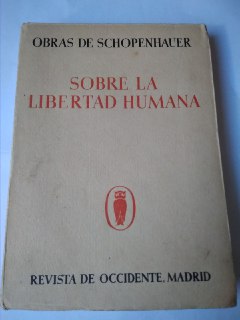 OBRAS DE SCHOPENHAUER
SOBRE LA
LIBERTAD HUMANA
REVISTA DE OCCIDENTE, MADRID